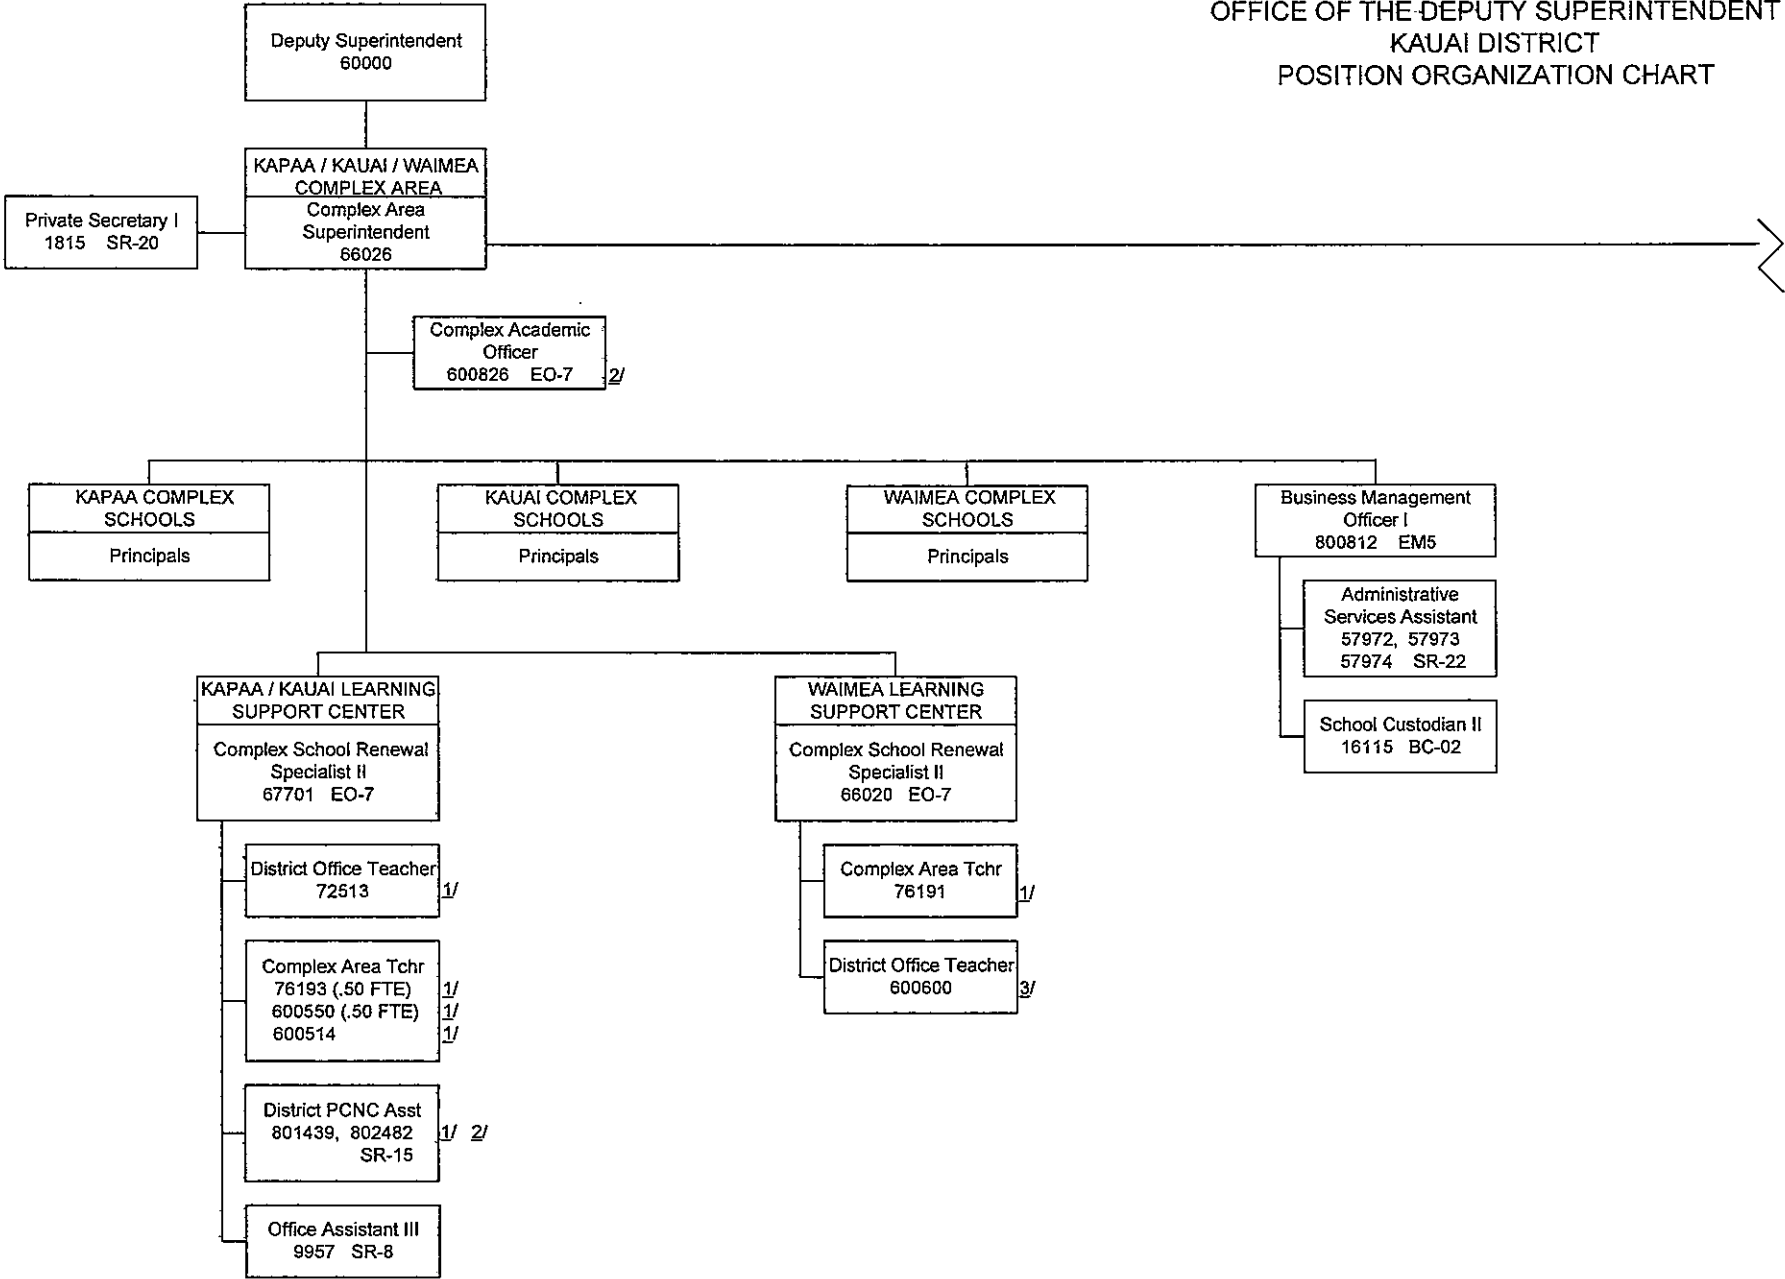 OFFICE OF THE DEPUTY SUPERINTENDENT
KAUAI DISTRICT
POSITION ORGANIZATION CHART
Deputy Superintendent
60000
KAPAA / KAUAI / WAIMEA
COMPLEX AREA
Complex Area
Superintendent
66026
Private Secretary I
1815 SR-20
Complex Academic
Officer
600826 EO-7 2/
KAPAA COMPLEX
SCHOOLS
Principals
KAUAI COMPLEX
SCHOOLS
Principals
WAIMEA COMPLEX
SCHOOLS
Principals
Business Management
Officer I
800812 EM5
Administrative
Services Assistant
57972, 57973
57974 SR-22
School Custodian II
16115 BC-02
KAPAA / KAUAI LEARNING
SUPPORT CENTER
Complex School Renewal
Specialist II
67701 EO-7
District Office Teacher
72513 1/
Complex Area Tchr
76193 (.50 FTE) 1/
600550 (.50 FTE) 1/
600514 1/
District PCNC Asst
801439, 802482 1/ 2/
SR-15
Office Assistant III
9957 SR-8
WAIMEA LEARNING
SUPPORT CENTER
Complex School Renewal
Specialist II
66020 EO-7
Complex Area Tchr
76191 1/
District Office Teacher
600600 3/